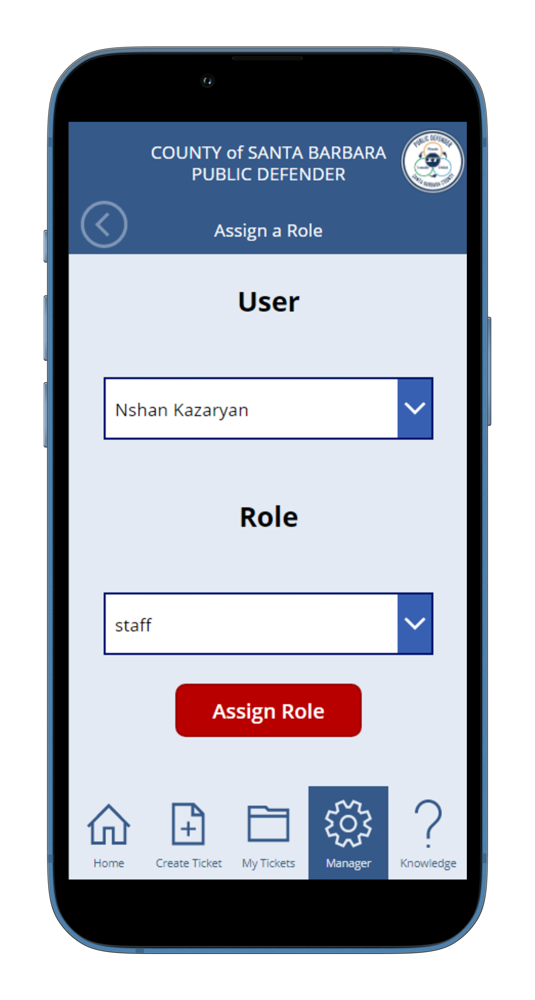 COUNTY of SANTA BARBARA
PUBLIC DEFENDER
PUBLIC DEFENDER
IT
SANTA BARBARA COUNTY
Assign a Role
User
Nshan Kazaryan
Role
staff
Assign Role
Home
Create Ticket
My Tickets
Manager
Knowledge